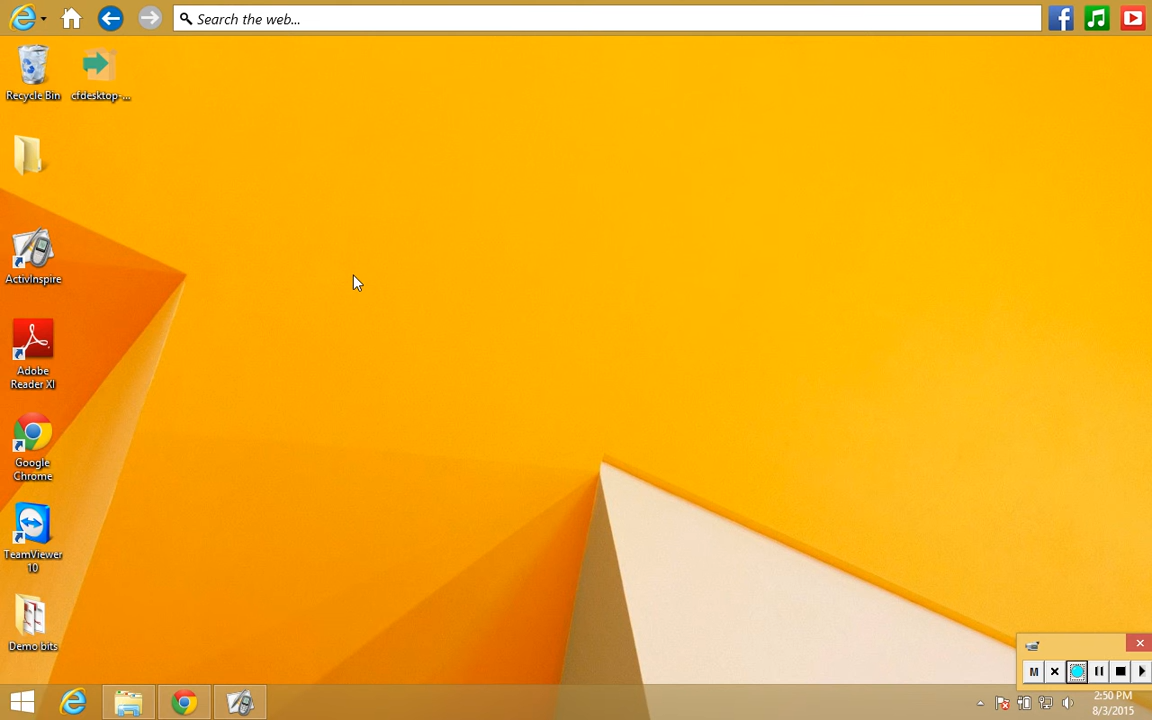 Search the web...
Recycle Bin
cfdesktop-...
ActivInspire
Adobe
Reader XI
Google
Chrome
TeamViewer
10
Demo bits
M
2:50 PM
8/3/2015